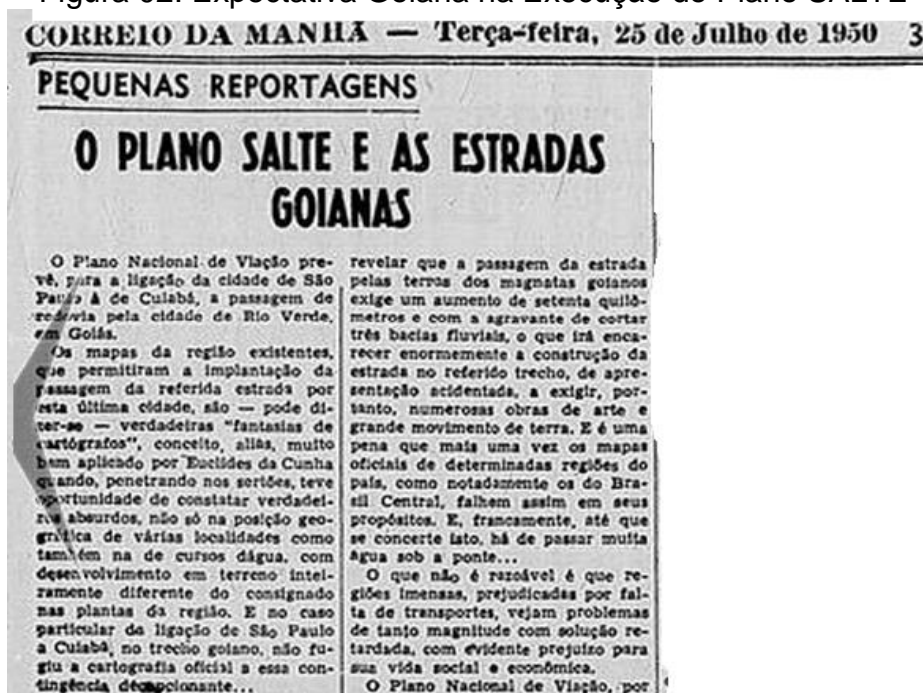 Figura 02: Expectativa Goiana na Execução do Plano SALTE
CORREIO DA MANHÃ — Terça-feira, 25 de Julho de 1950 3
PEQUENAS REPORTAGENS
O PLANO SALTE E AS ESTRADAS
GOIANAS
O Plano Nacional de Viação pre-
vê, para a ligação da cidade de São
Paulo à de Cuiabá, a passagem de
rodovia pela cidade de Rio Verde,
em Goiás.
Os mapas da região existentes,
que permitiram a implantação da
passagem da referida estrada por
esta última cidade, são — pode di-
zer-se — verdadeiras "fantasias de
cartógrafos", conceito, aliás, muito
bem aplicado por Euclides da Cunha
quando, penetrando nos sertões, teve
oportunidade de constatar verdadei-
ros absurdos, não só na posição geo-
gráfica de várias localidades como
também na de cursos dágua, com
desenvolvimento em terreno intei-
ramente diferente do consignado
nas plantas da região. E no caso
particular da ligação de São Paulo
a Cuiabá, no trecho goiano, não fu-
giu a cartografia oficial a essa con-
tingência decepcionante...
revelar que a passagem da estrada
pelas terras dos magnatas goianos
exige um aumento de setenta quilô-
metros e com a agravante de cortar
três bacias fluviais, o que irá enca-
recer enormemente a construção da
estrada no referido trecho, de apre-
sentação acidentada, a exigir, por-
tanto, numerosas obras de arte e
grande movimento de terra. E é uma
pena que mais uma vez os mapas
oficiais de determinadas regiões do
país, como notadamente os do Bra-
sil Central, falhem assim em seus
propósitos. E, francamente, até que
se concerte isto, há de passar muita
água sob a ponte...
O que não é razoável é que re-
giões imensas, prejudicadas por fal-
ta de transportes, vejam problemas
de tanto magnitude com solução re-
tardada, com evidente prejuízo para
sua vida social e econômica.
O Plano Nacional de Viação, por